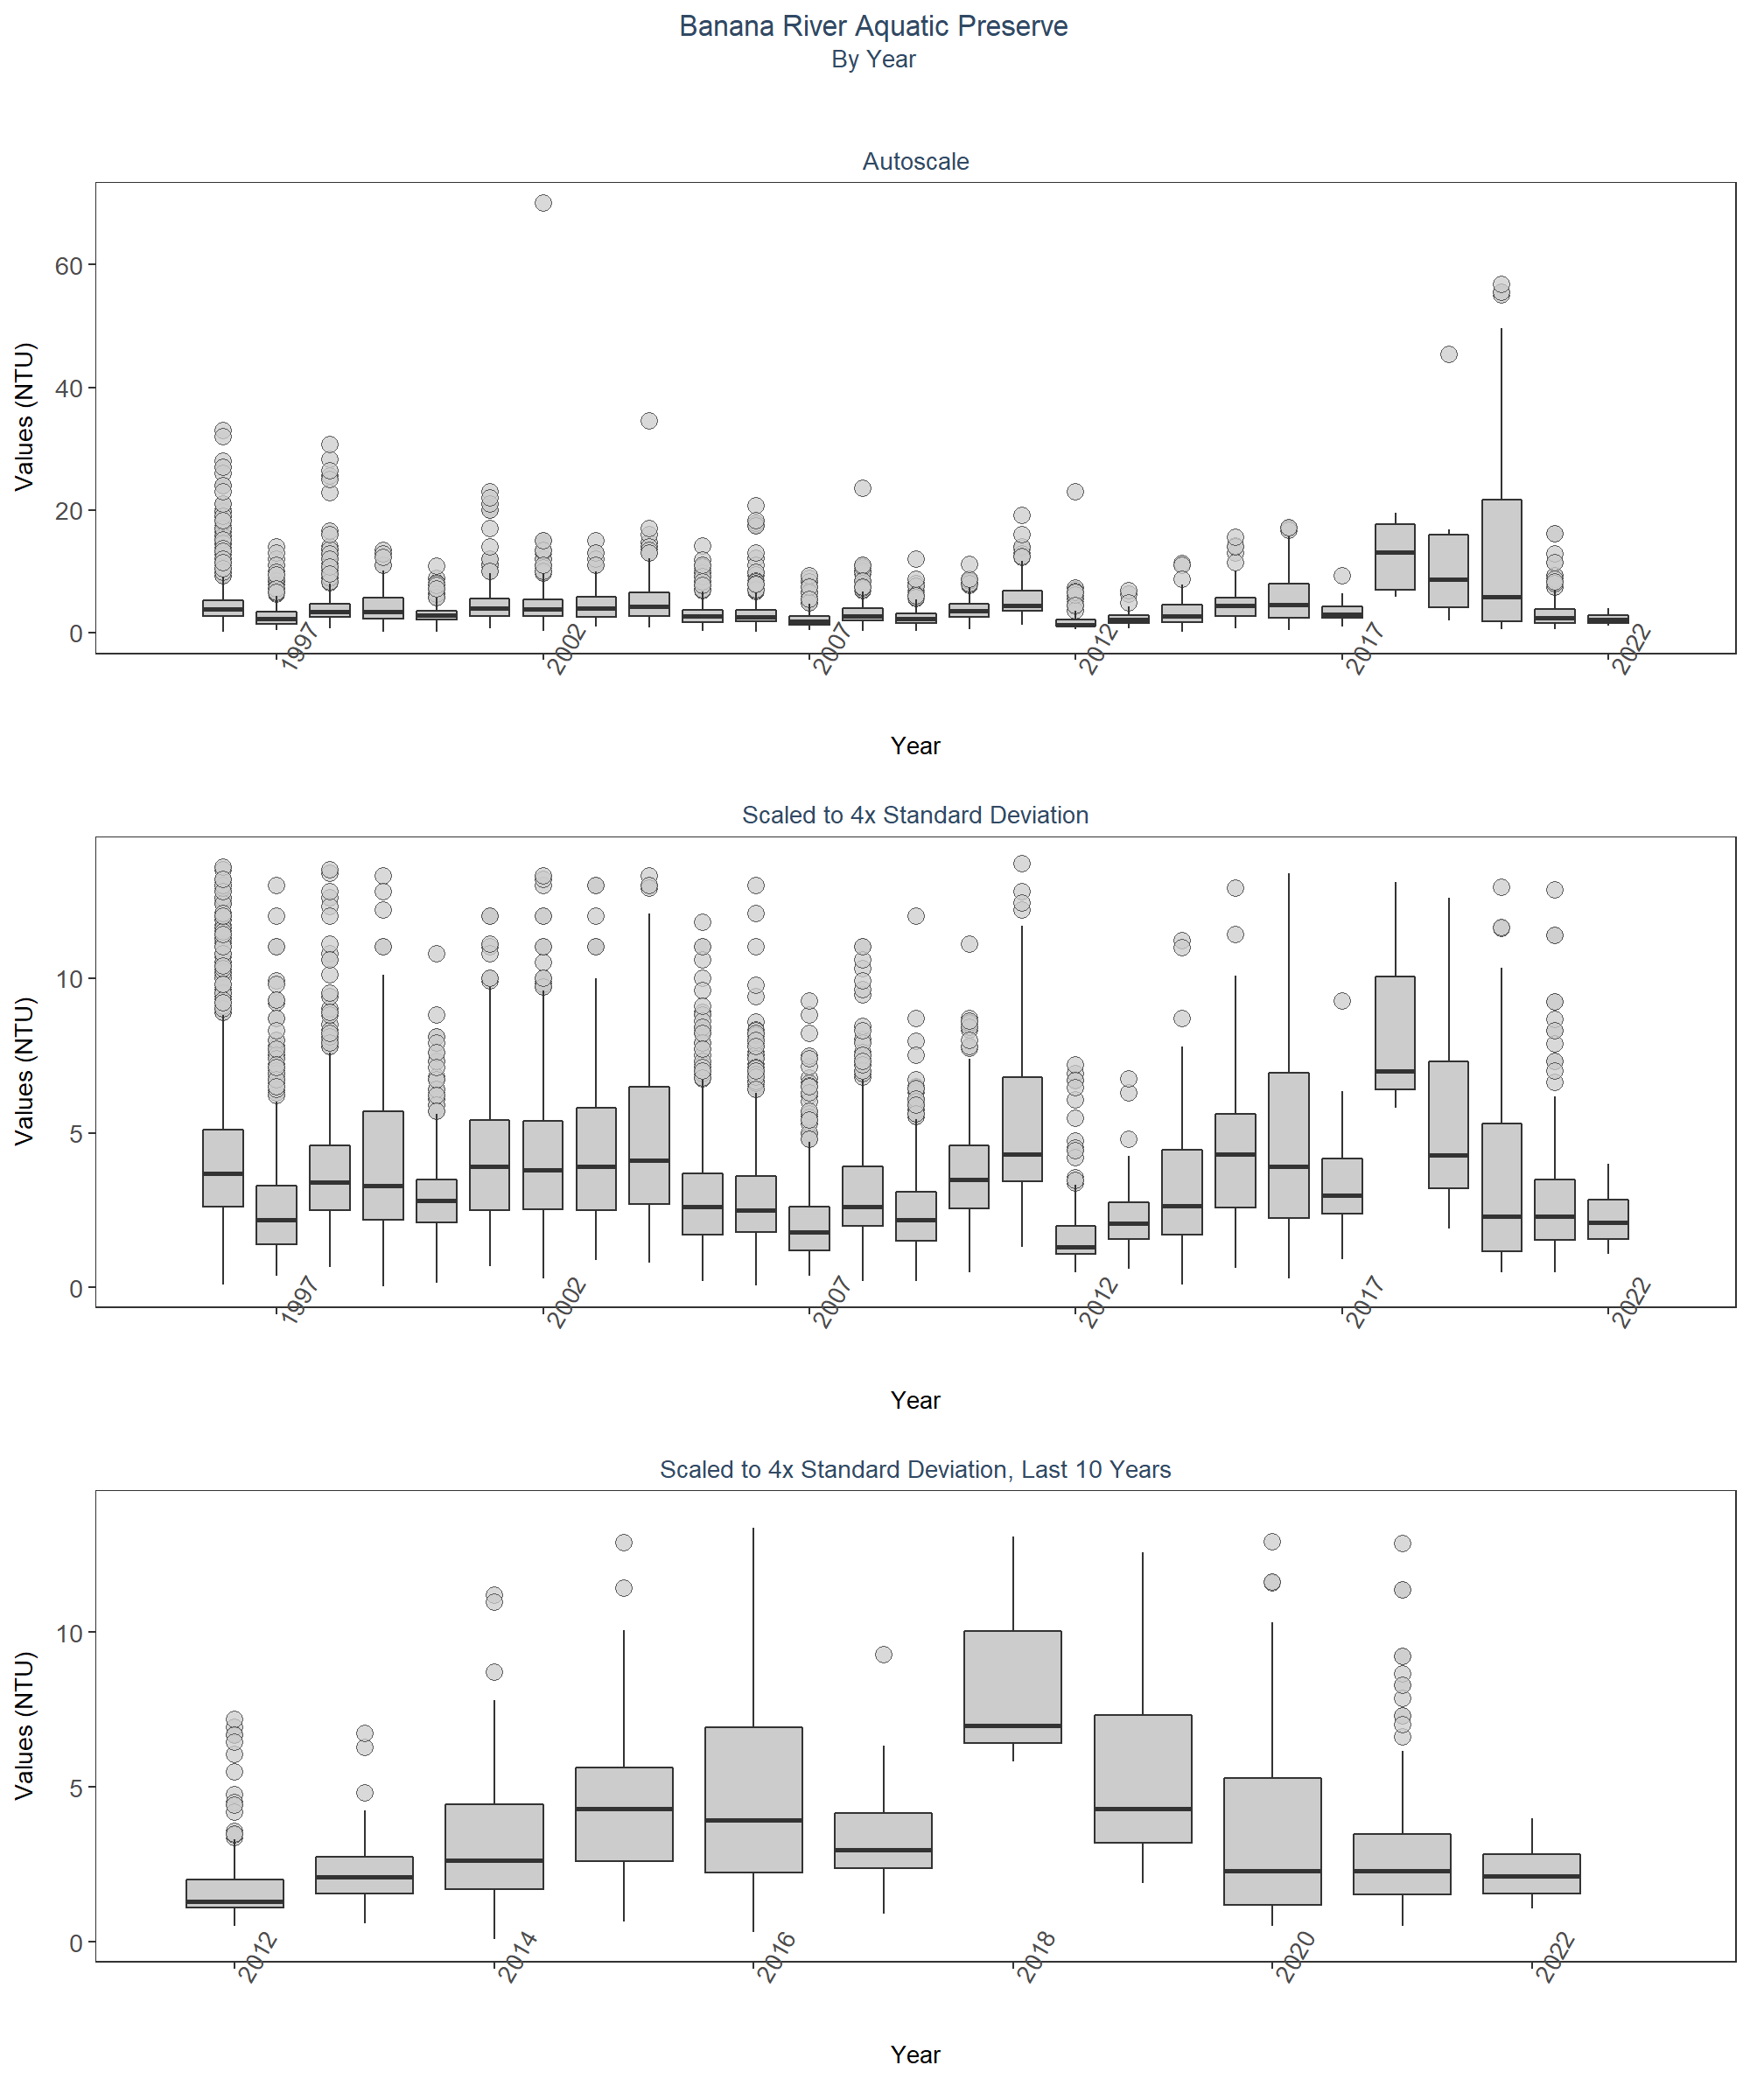 Banana River Aquatic Preserve
By Year
Autoscale
Values (NTU)
60
40
20
0
1997 2002 2007 2012 2017 2022
Year
Scaled to 4x Standard Deviation
Values (NTU)
10
5
0
1997 2002 2007 2012 2017 2022
Year
Scaled to 4x Standard Deviation, Last 10 Years
Values (NTU)
10
5
0
2012 2014 2016 2018 2020 2022
Year